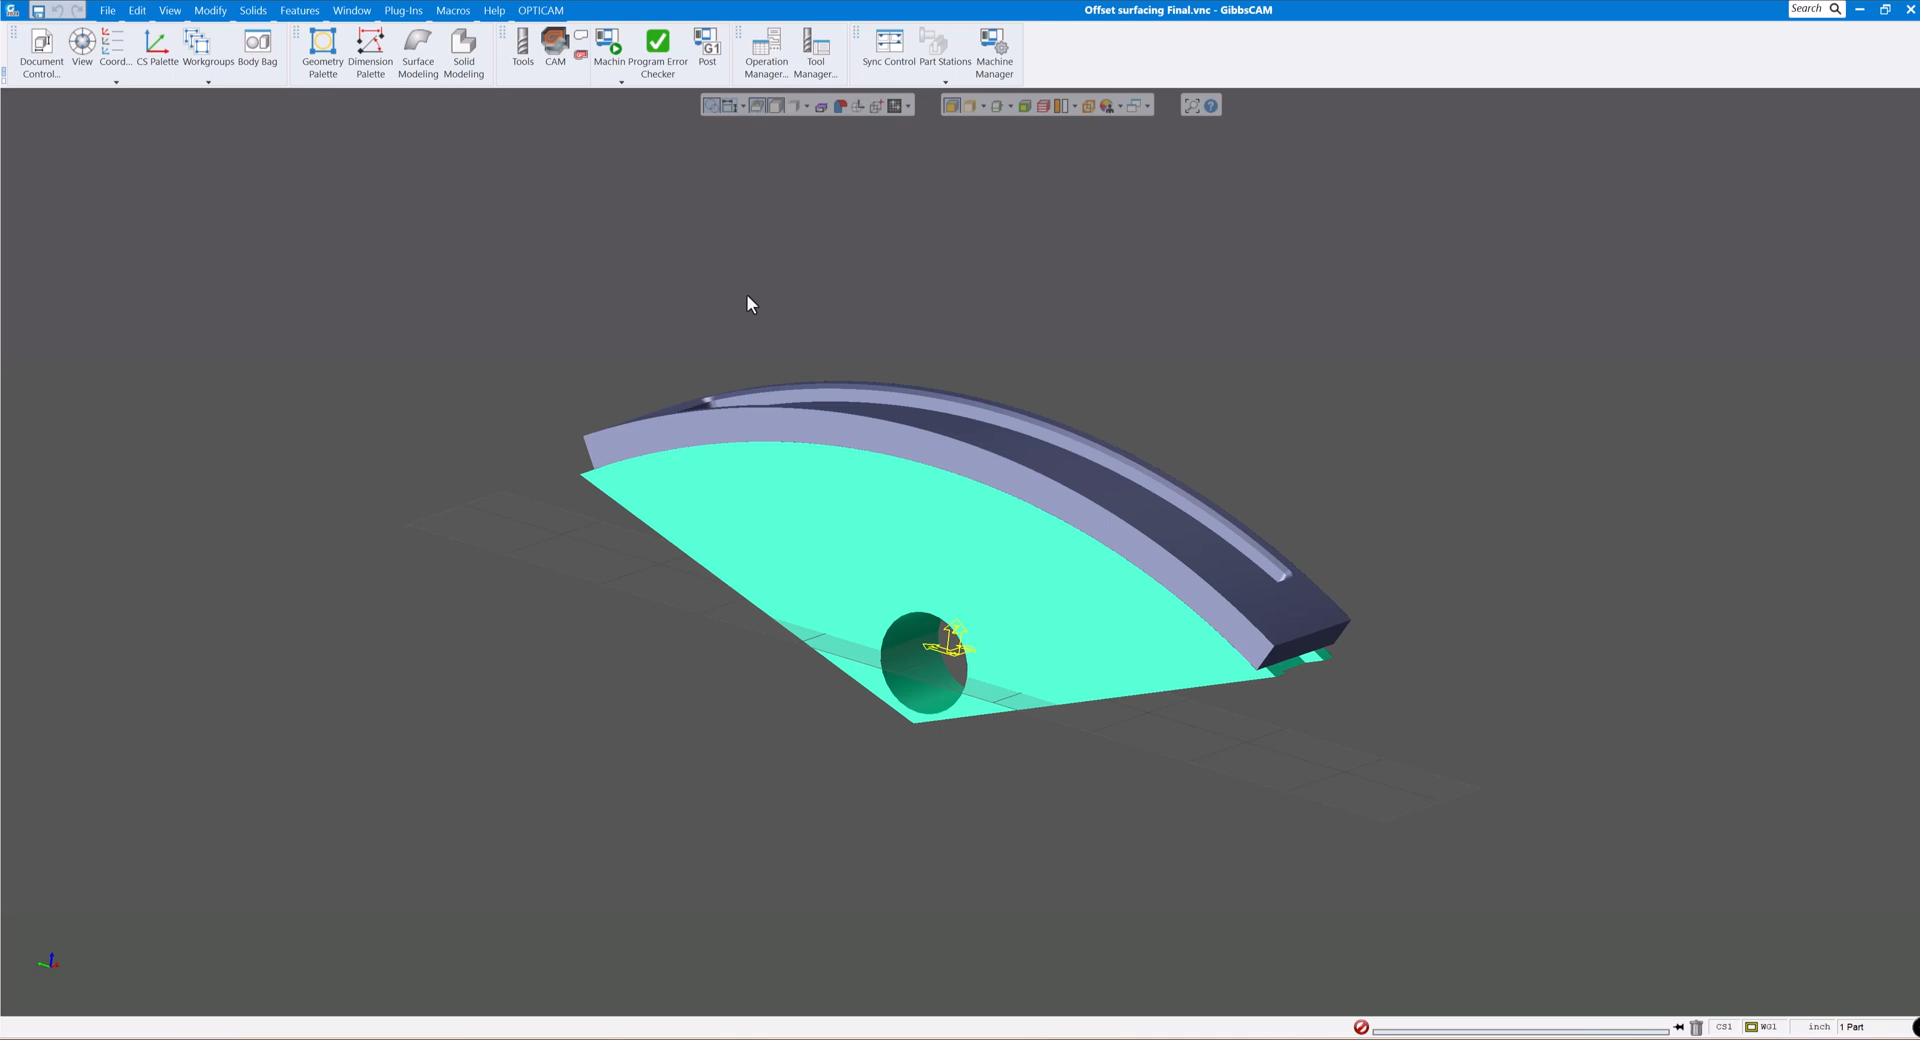 File Edit View Modify Solids Features Window Plug-Ins Macros Help OPTICAM
Offset surfacing Final.vnc - GibbsCAM
Search
Document Control...
View
Coord...
CS Palette
Workgroups
Body Bag
Geometry Palette
Dimension Palette
Surface Modeling
Solid Modeling
Tools
CAM
Machin
Program Error Checker
G1
Post
Operation Manager...
Tool Manager...
Sync Control
Part Stations
Machine Manager
CS1
WG1
inch
1 Part